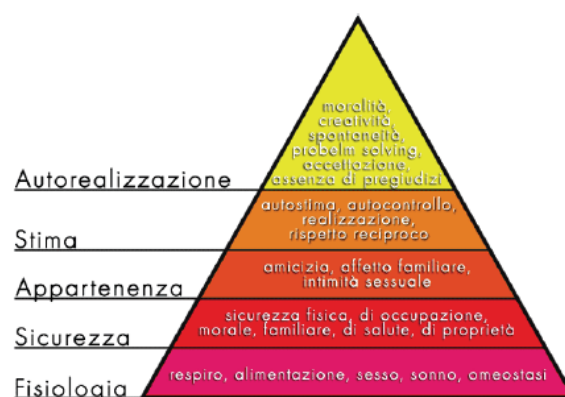 moralità,
creatività,
spontaneità,
probelm solving,
accettazione,
assenza di pregiudizi
Autorealizzazione
autostima, autocontrollo,
realizzazione,
rispetto reciproco
Stima
amicizia, affetto familiare,
intimità sessuale
Appartenenza
sicurezza fisica, di occupazione,
morale, familiare, di salute, di proprietà
Sicurezza
respiro, alimentazione, sesso, sonno, omeostasi
Fisiologia